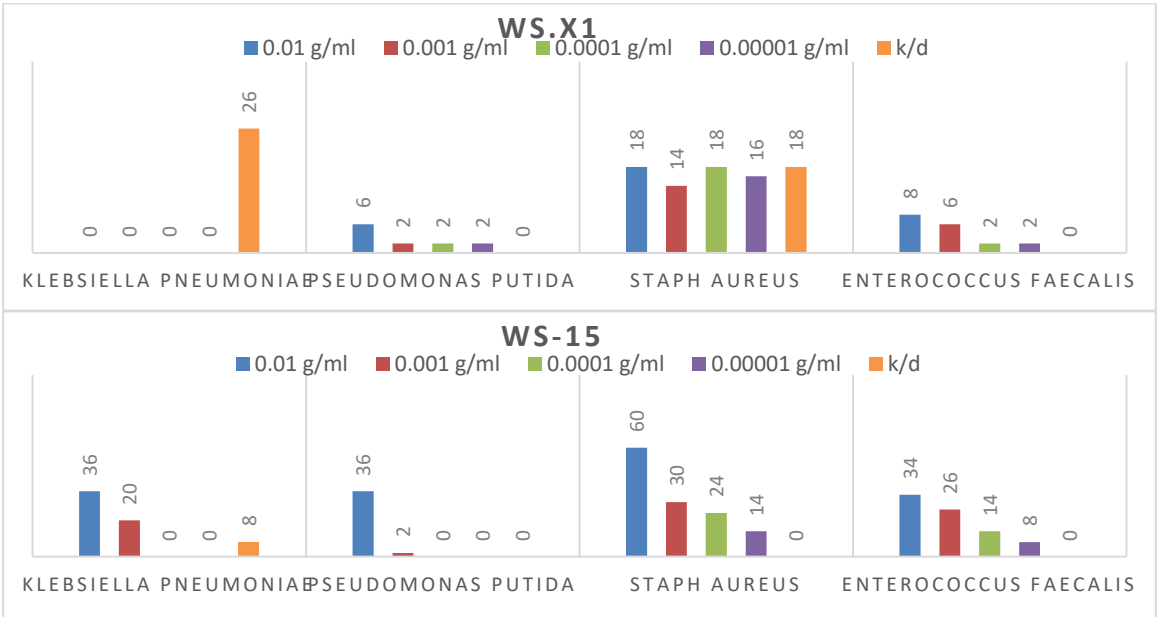 WS.X1
0.01 g/ml 0.001 g/ml 0.0001 g/ml 0.00001 g/ml k/d
0 0 0 0 26 6 2 2 2 0 18 14 18 16 18 8 6 2 2 0
KLEBSIELLA PNEUMONIAE PSEUDOMONAS PUTIDA STAPH AUREUS ENTEROCOCCUS FAECALIS
WS-15
0.01 g/ml 0.001 g/ml 0.0001 g/ml 0.00001 g/ml k/d
36 20 0 0 8 36 2 0 0 0 60 30 24 14 0 34 26 14 8 0
KLEBSIELLA PNEUMONIAE PSEUDOMONAS PUTIDA STAPH AUREUS ENTEROCOCCUS FAECALIS